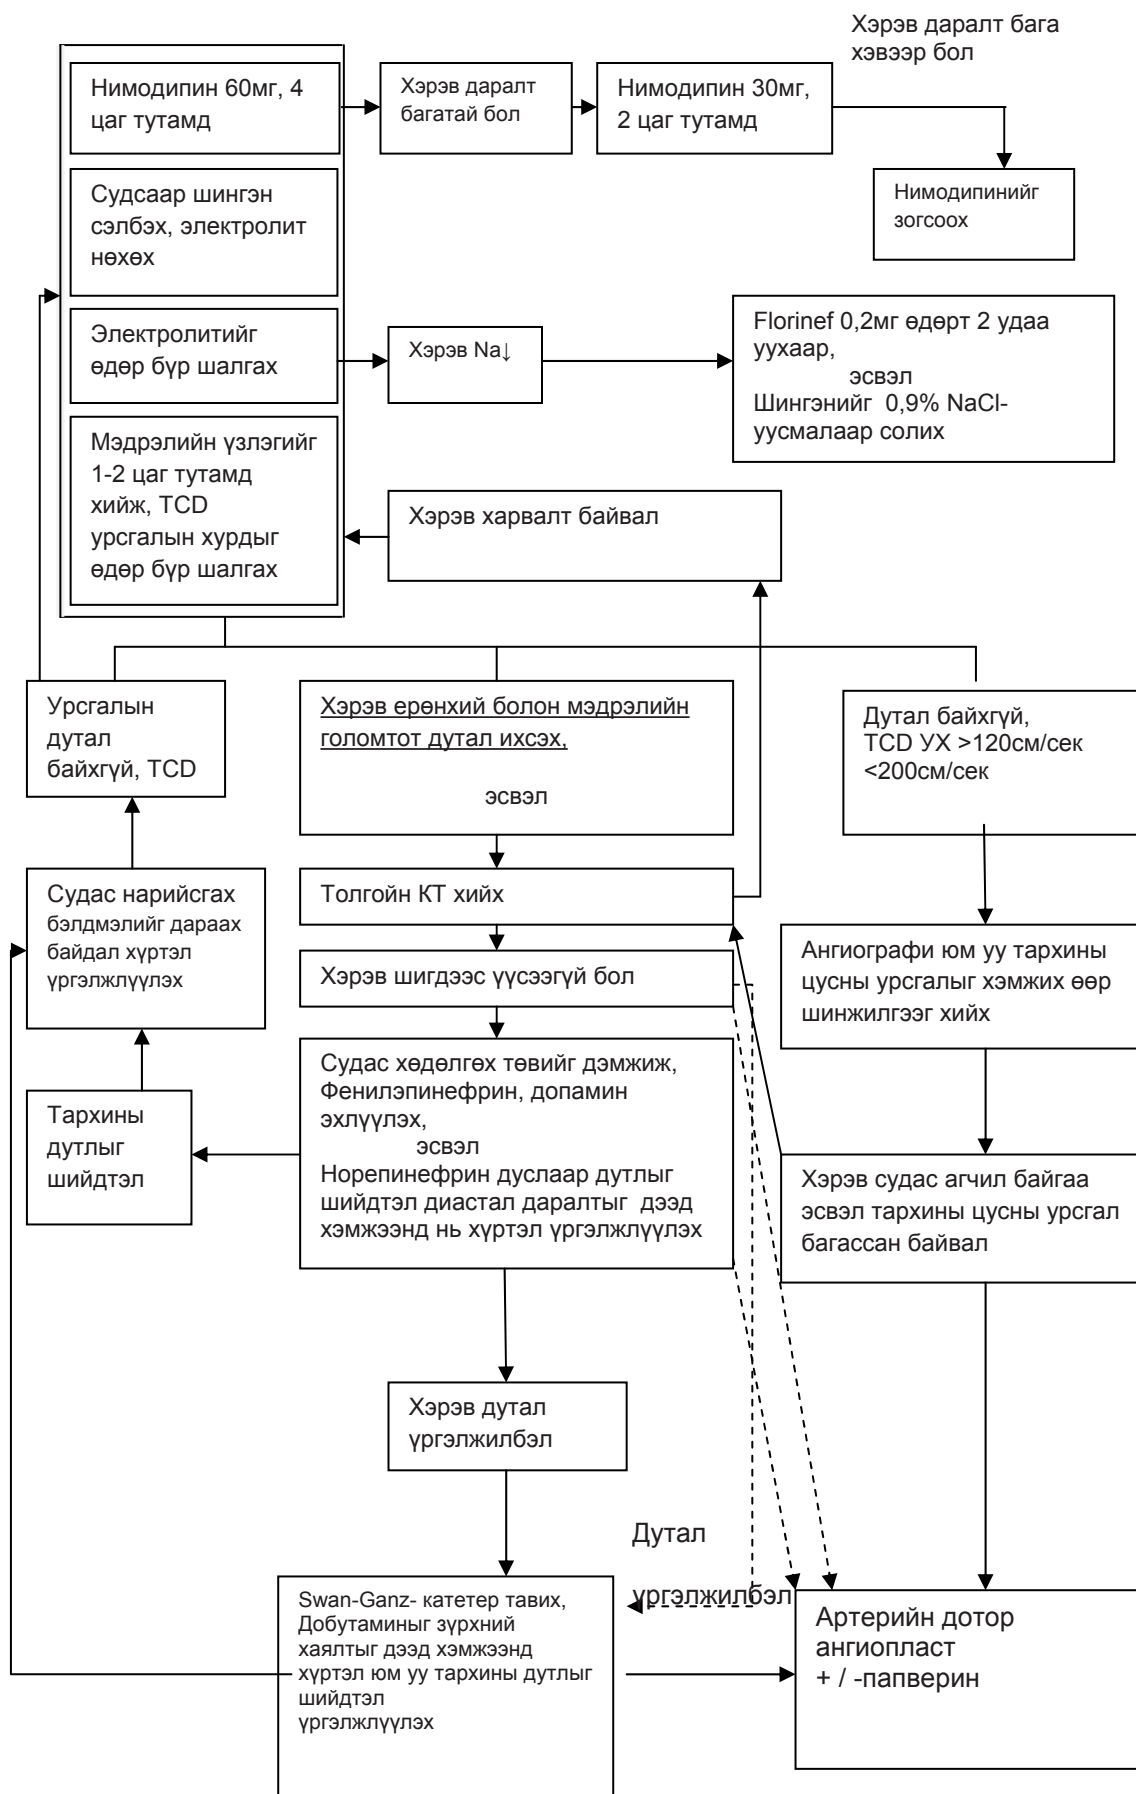 Хэрэв даралт бага
хэвээр бол
Нимодипин 60мг, 4
цаг тутамд
Хэрэв даралт
багатай бол
Нимодипин 30мг,
2 цаг тутамд
Нимодипинийг
зогсоох
Судсаар шингэн
сэлбэх, электролит
нөхөх
Электролитийг
өдөр бүр шалгах
Хэрэв Na↓
Florinef 0,2мг өдөрт 2 удаа
уухаар,
эсвэл
Шингэнийг 0,9% NaCl-
уусмалаар солих
Мэдрэлийн үзлэгийг
1-2 цаг тутамд
хийж, TCD
урсгалын хурдыг
өдөр бүр шалгах
Хэрэв харвалт байвал
Урсгалын
дутал
байхгүй, TCD
Хэрэв ерөнхий болон мэдрэлийн
голомтот дутал ихсэх,
эсвэл
Дутал байхгүй,
TCD УХ >120см/сек
<200см/сек
Судас нарийсгах
бэлдмэлийг дараах
байдал хүртэл
үргэлжлүүлэх
Толгойн КТ хийх
Хэрэв шигдээс үүсээгүй бол
Ангиографи юм уу тархины
цусны урсгалыг хэмжих өөр
шинжилгээг хийх
Тархины
дутлыг
шийдтэл
Судас хөдөлгөх төвийг дэмжиж,
Фенилэпинефрин, допамин
эхлүүлэх,
эсвэл
Норепинефрин дуслаар дутлыг
шийдтэл диастал даралтыг дээд
хэмжээнд нь хүртэл үргэлжлүүлэх
Хэрэв судас агчил байгаа
эсвэл тархины цусны урсгал
багассан байвал
Хэрэв дутал
үргэлжилбэл
Дутал
үргэлжилбэл
Swan-Ganz- катетер тавих,
Добутаминыг зүрхний
хаялтыг дээд хэмжээнд
хүртэл юм уу тархины дутлыг
шийдтэл
үргэлжлүүлэх
Артерийн дотор
ангиопласт
+ / -папверин